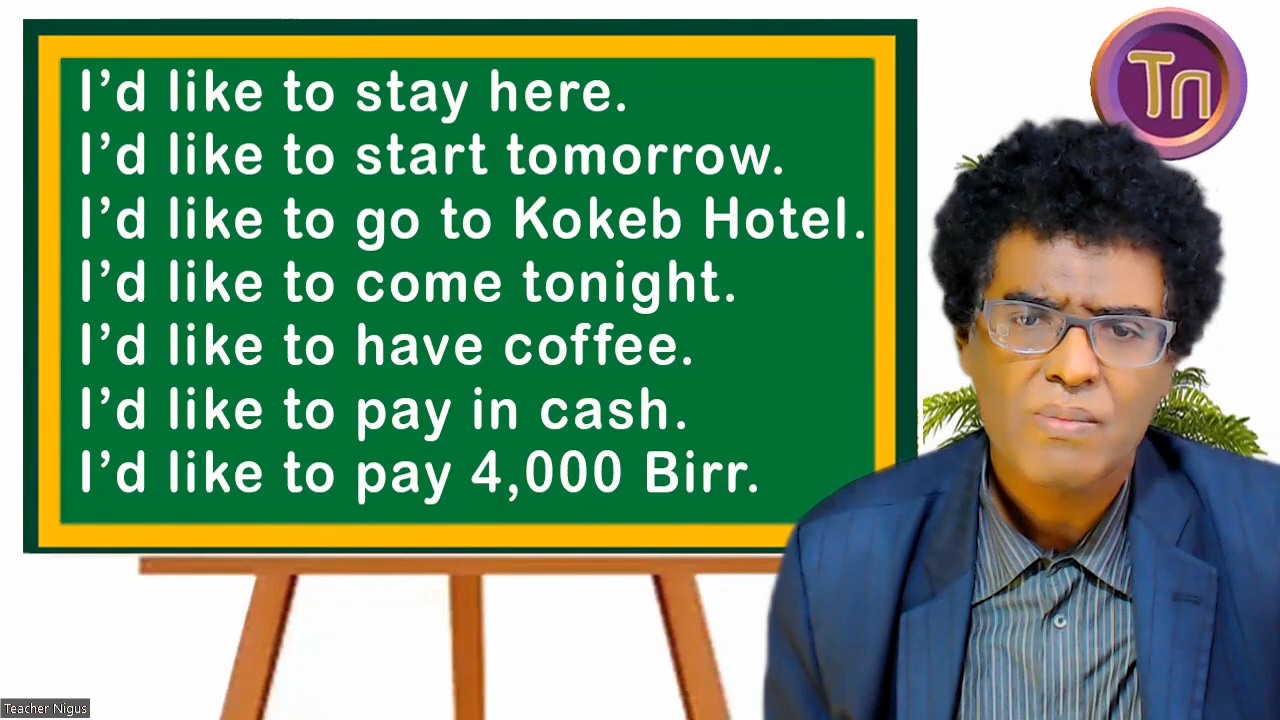 I'd like to stay here.
I'd like to start tomorrow.
I'd like to go to Kokeb Hotel.
I'd like to come tonight.
I'd like to have coffee.
I'd like to pay in cash.
I'd like to pay 4,000 Birr.
Tn
Teacher Nigus